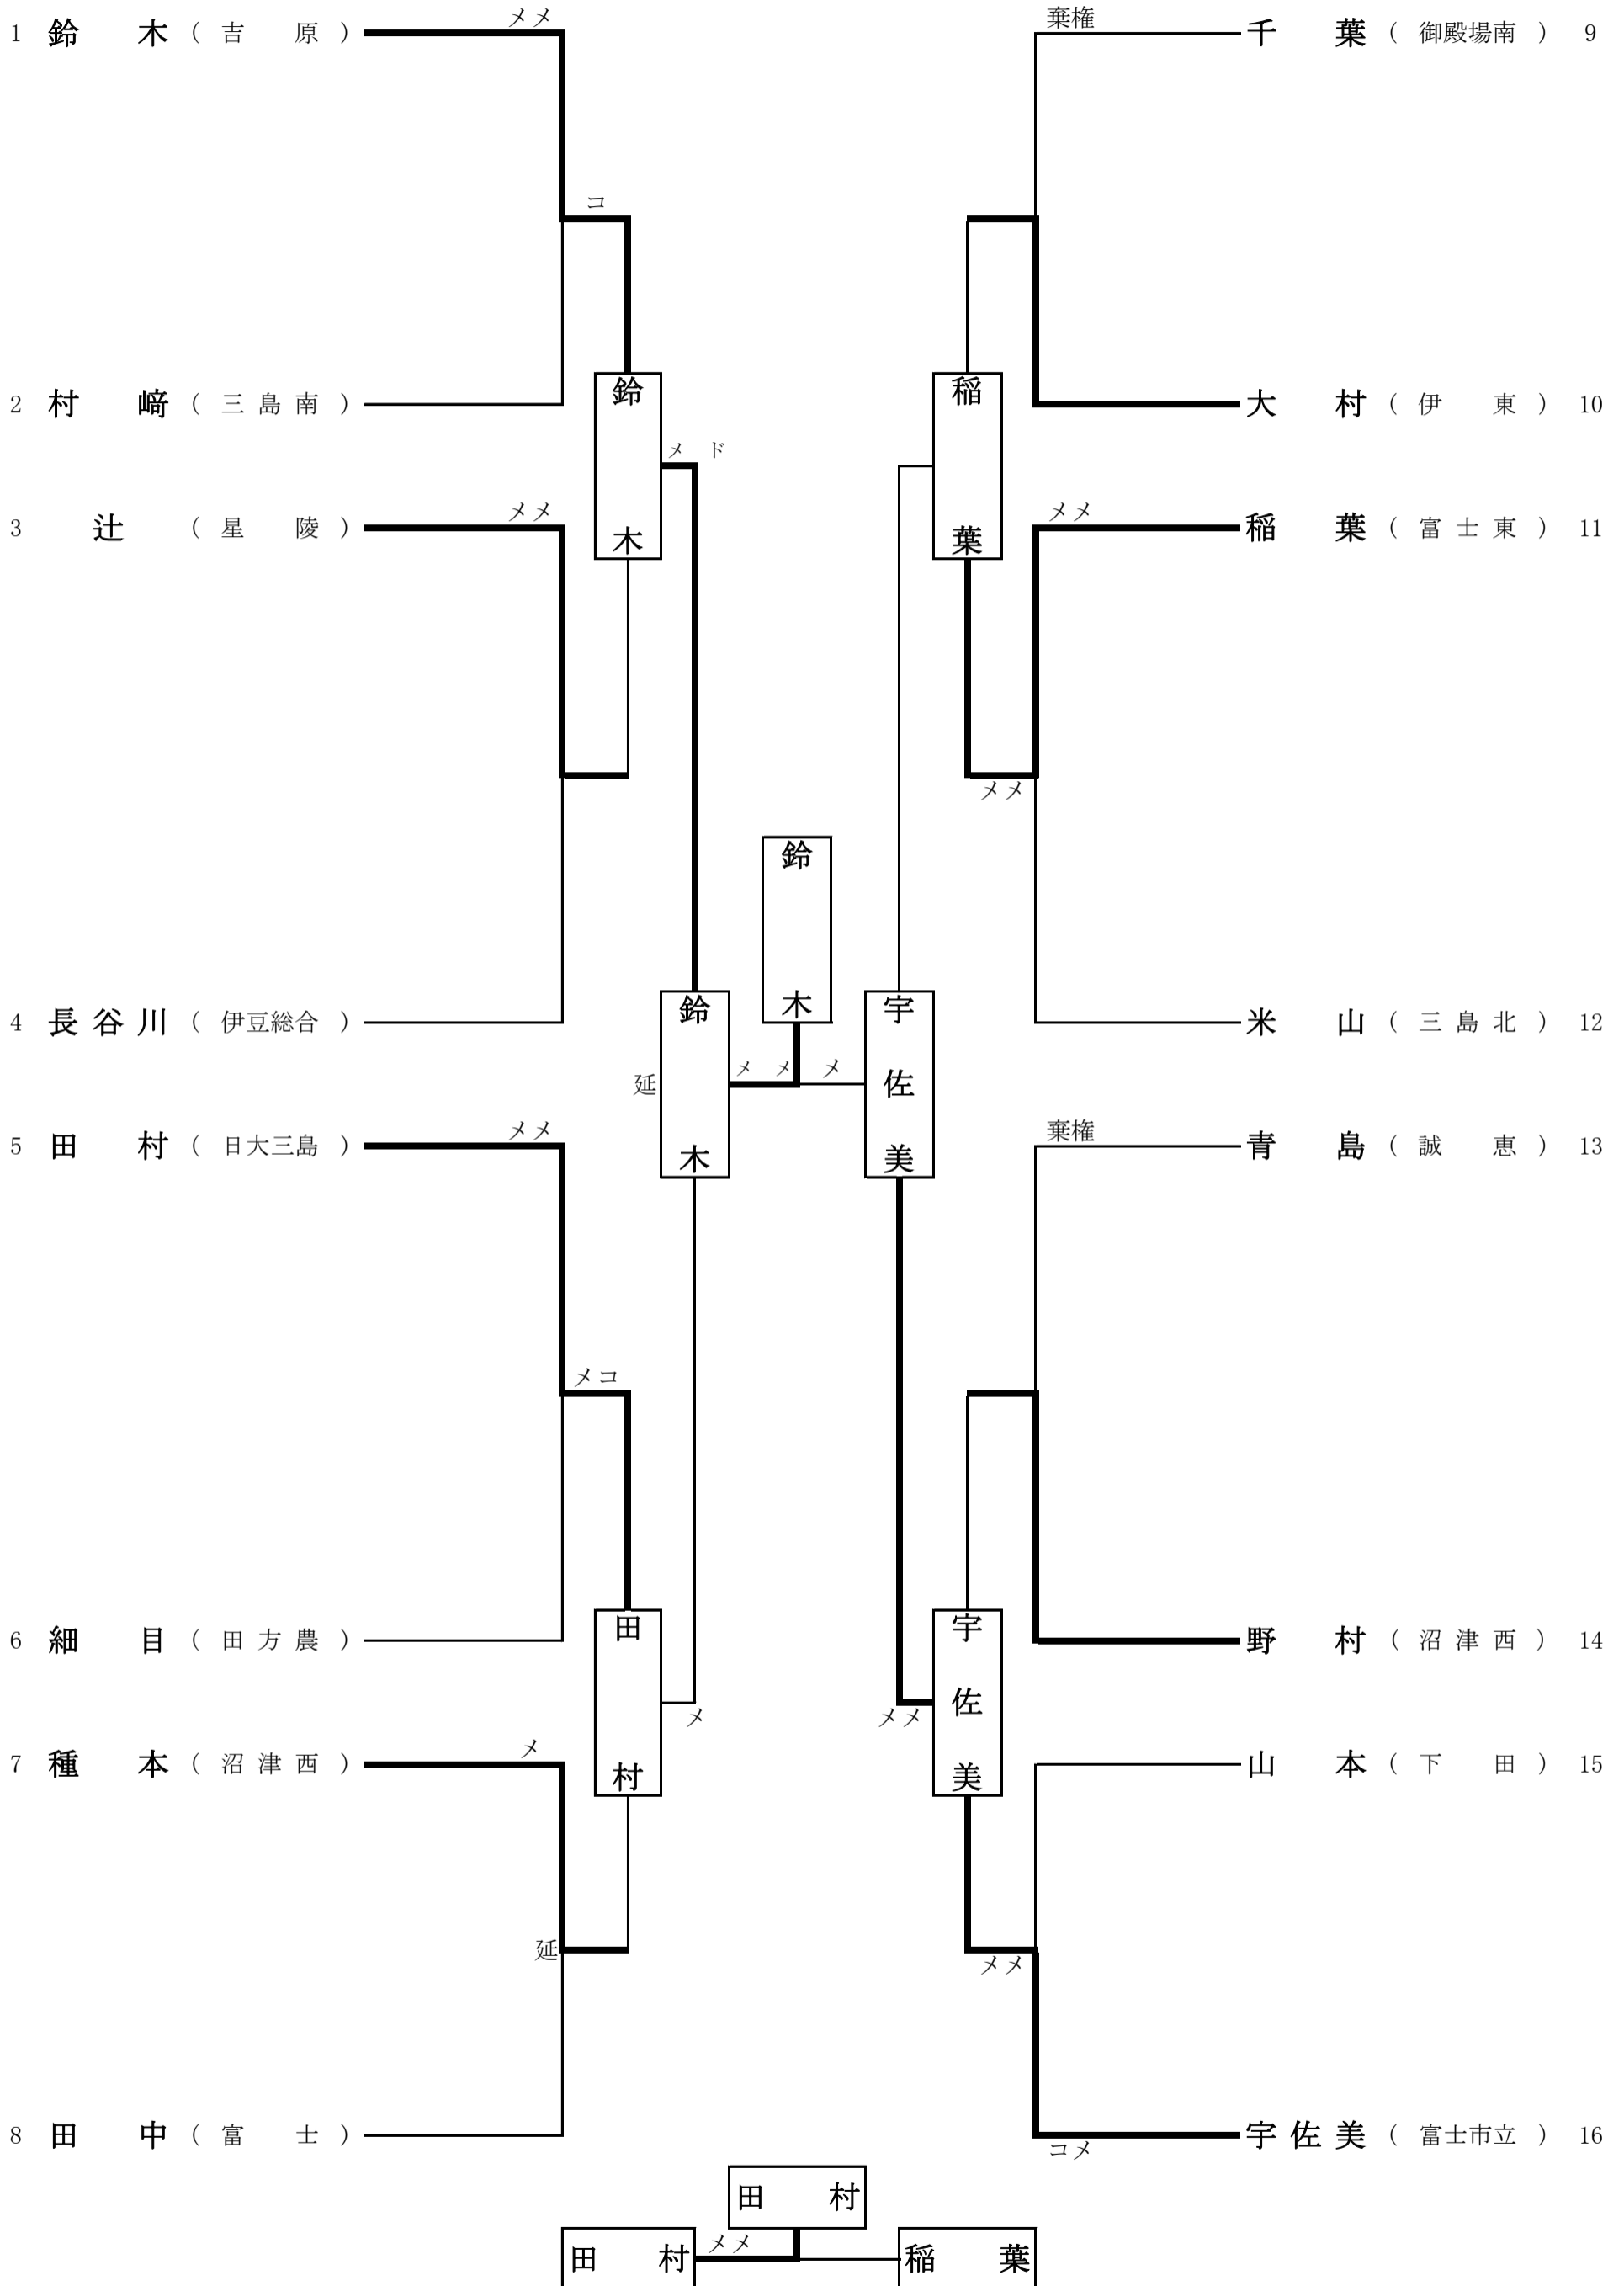 メメ
棄権
1 鈴木 （吉原）
千葉 （御殿場南） 9
コ
鈴木
稲葉
2 村﨑 （三島南）
大村 （伊東） 10
メ ド
メメ
メメ
3 辻 （星陵）
稲葉 （富士東） 11
メメ
鈴木
鈴木
宇佐美
4 長谷川 （伊豆総合）
米山 （三島北） 12
延
メ メ
メ
メメ
棄権
5 田村 （日大三島）
青島 （誠恵） 13
メコ
田村
宇佐美
6 細目 （田方農）
野村 （沼津西） 14
メ
メメ
メ
7 種本 （沼津西）
山本 （下田） 15
延
メメ
8 田中 （富士）
宇佐美 （富士市立） 16
コメ
田村
メメ
田村
稲葉